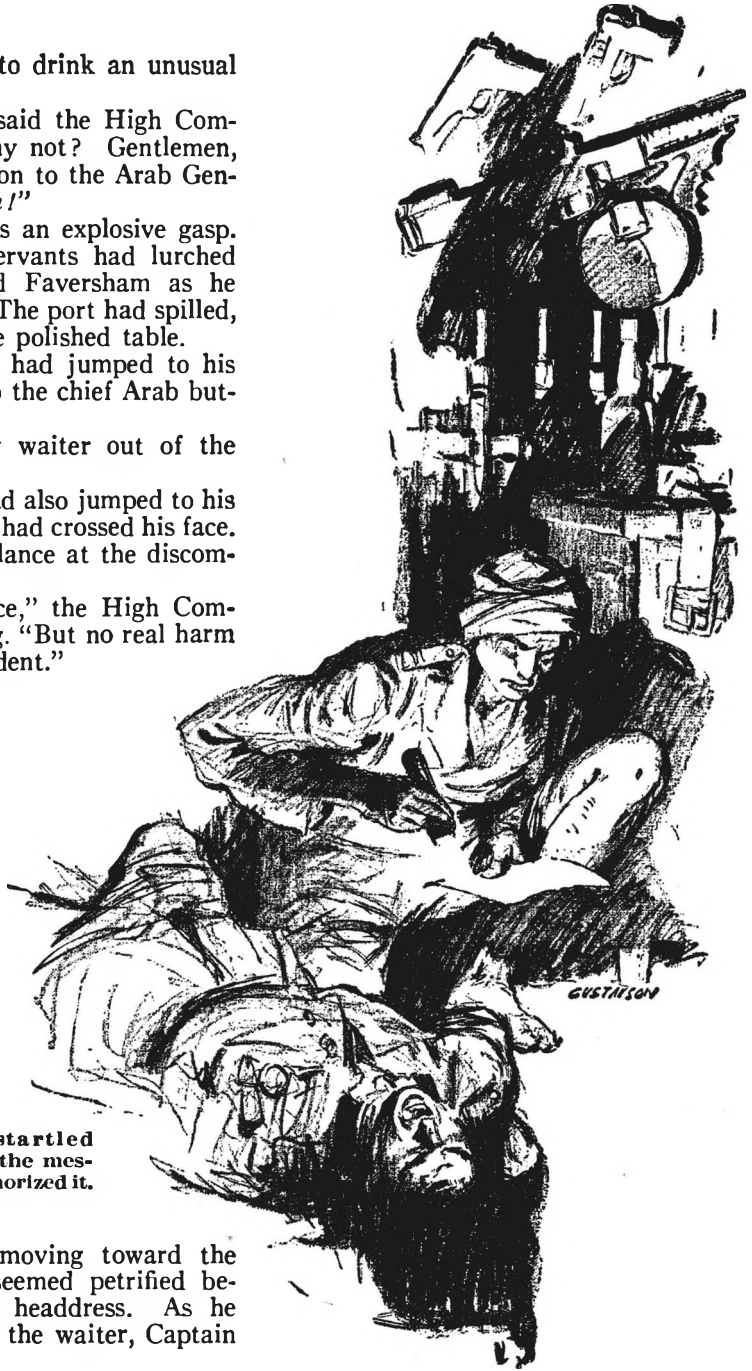 to drink an unusual
said the High Com-
ny not? Gentlemen,
on to the Arab Gen-
!”
s an explosive gasp.
ervants had lurched
d Faversham as he
The port had spilled,
e polished table.
had jumped to his
o the chief Arab but-
waiter out of the
d also jumped to his
had crossed his face.
lance at the discom-
ce,” the High Com-
g. “But no real harm
dent.”
GUSTAFSON
startled
the mes-
norized it.
moving toward the
seemed petrified be-
headdress. As he
the waiter, Captain